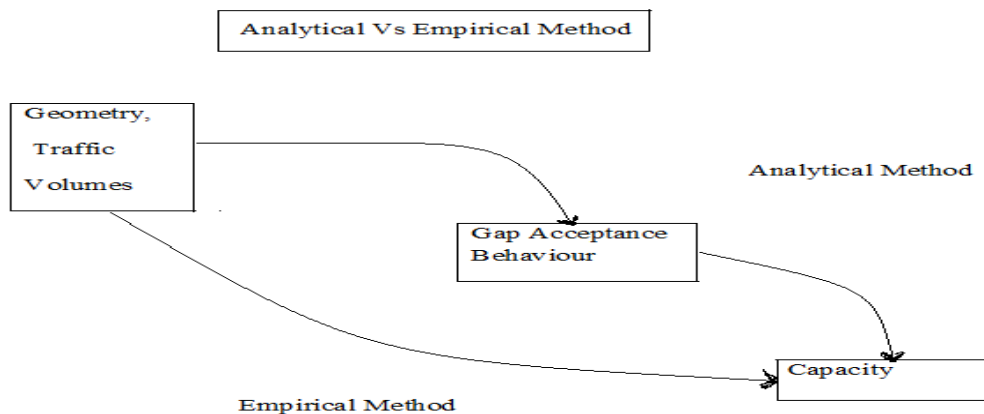 Analytical Vs Empirical Method
Geometry,
Traffic
Volumes
Analytical Method
Gap Acceptance
Behaviour
Capacity
Empirical Method